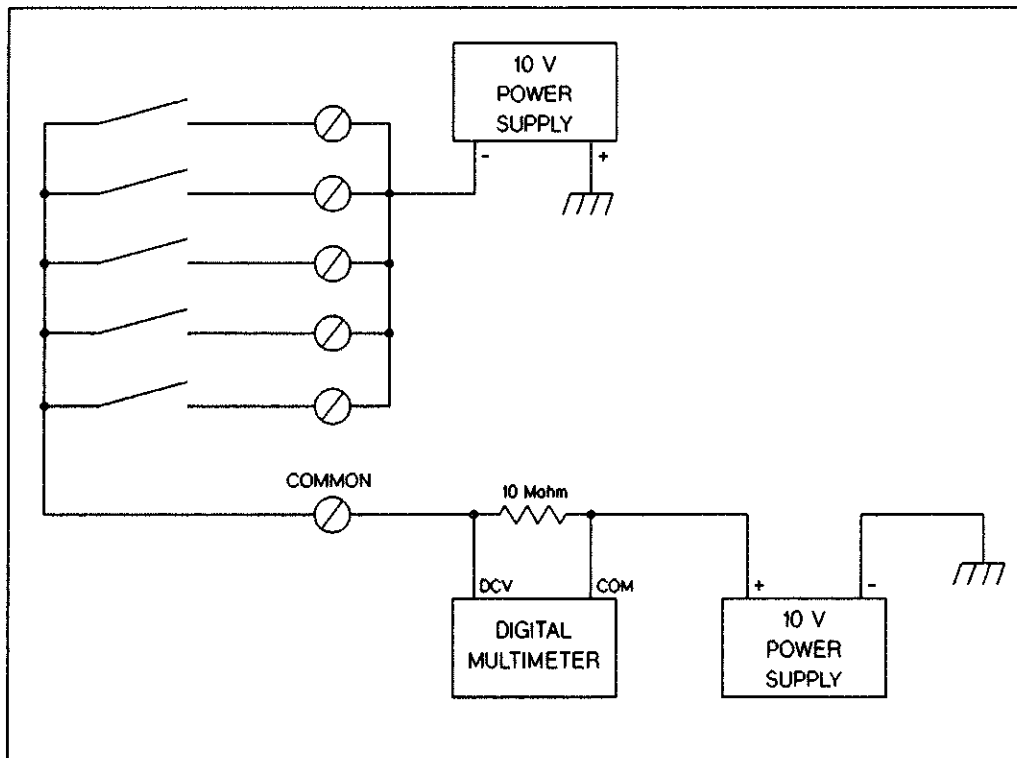 10 V
POWER
SUPPLY
- +
COMMON
10 Mohm
DCV COM
DIGITAL
MULTIMETER
+ -
10 V
POWER
SUPPLY